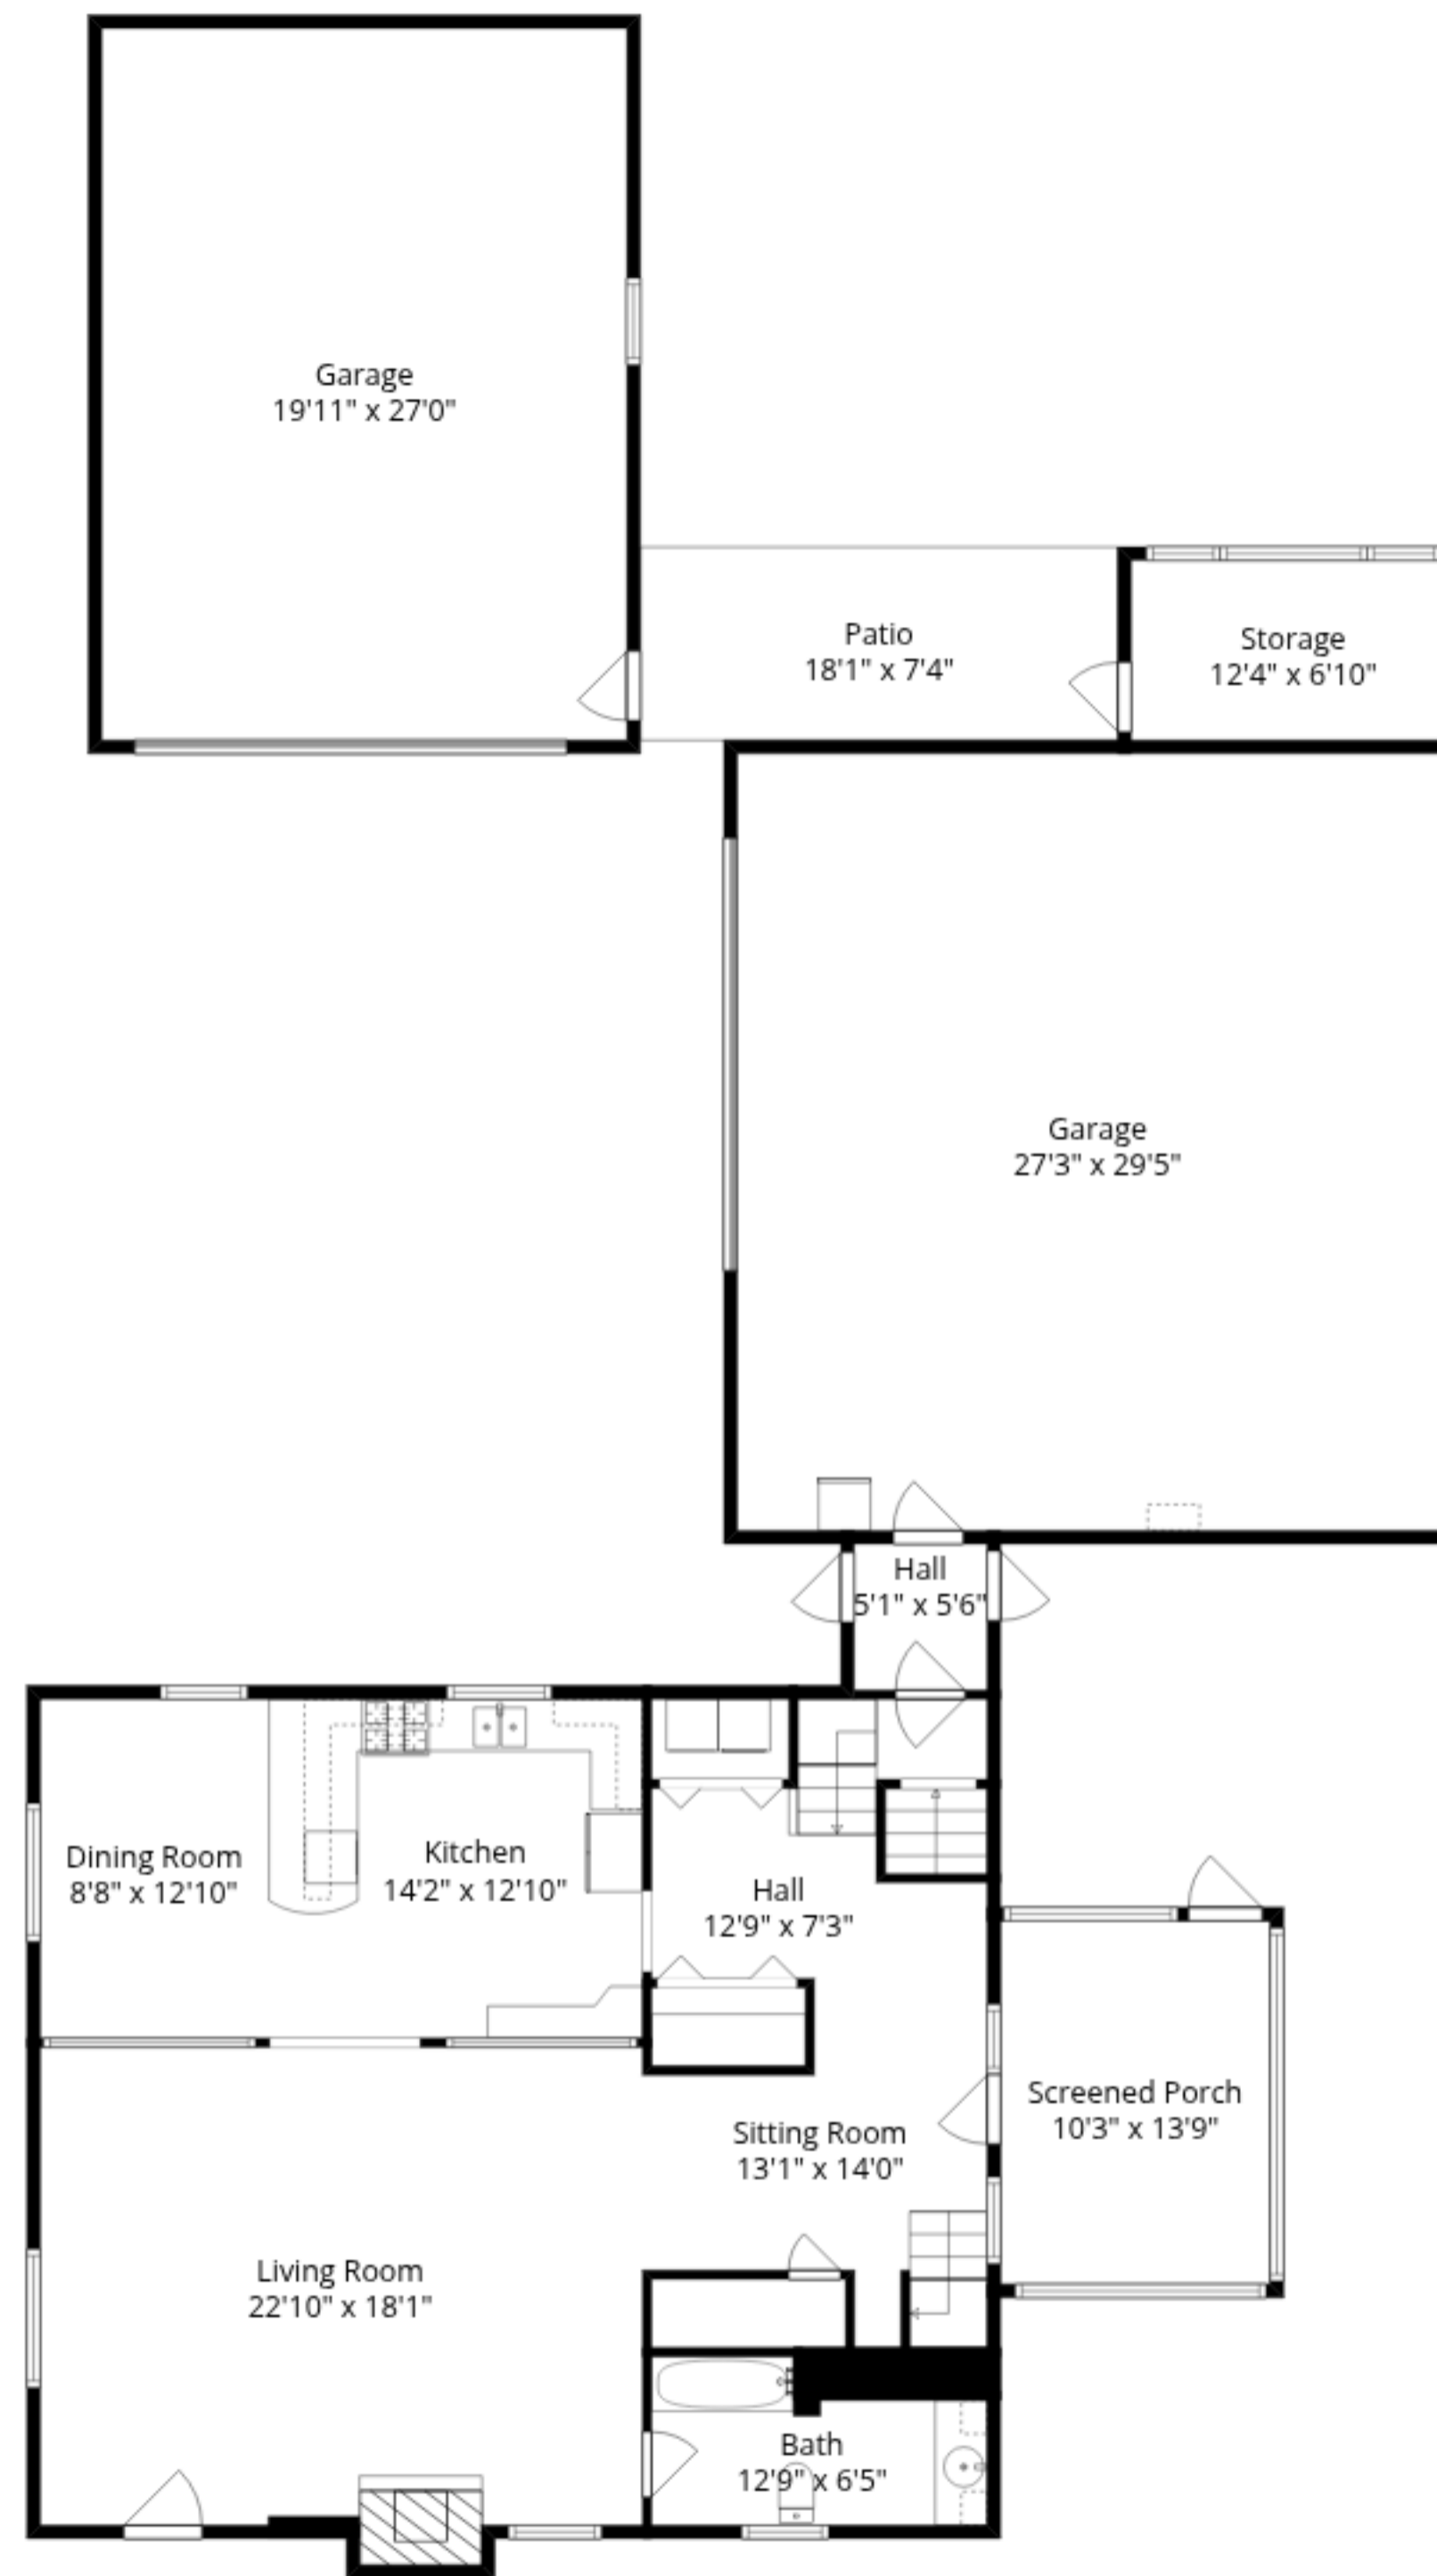 Garage
19'11" x 27'0"
Patio
18'1" x 7'4"
Storage
12'4" x 6'10"
Garage
27'3" x 29'5"
Hall
5'1" x 5'6"
Dining Room
8'8" x 12'10"
Kitchen
14'2" x 12'10"
Hall
12'9" x 7'3"
Screened Porch
10'3" x 13'9"
Sitting Room
13'1" x 14'0"
Living Room
22'10" x 18'1"
Bath
12'9" x 6'5"